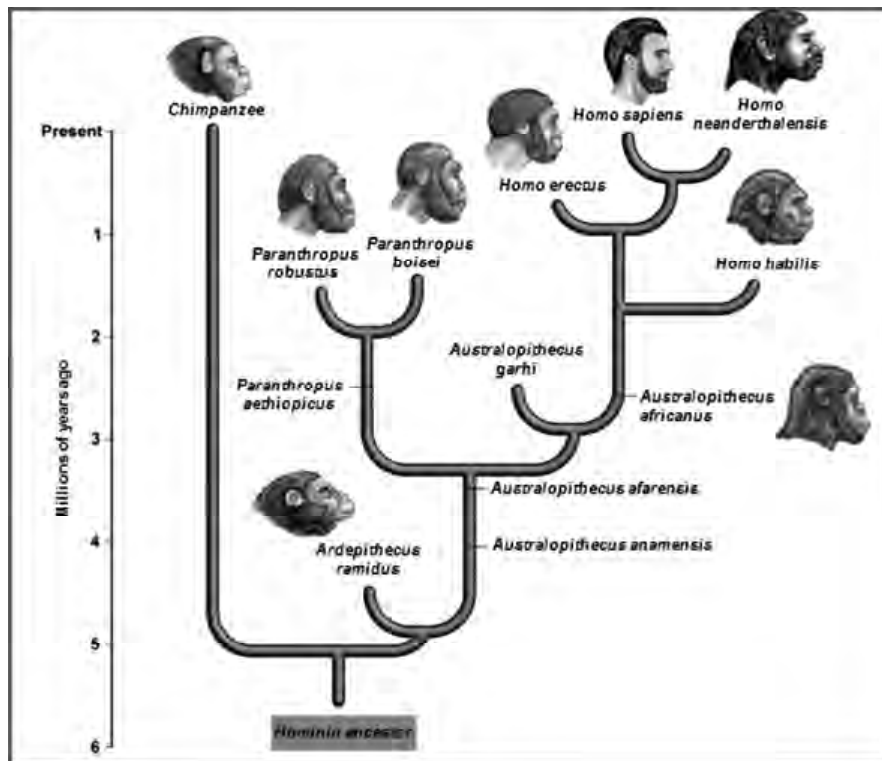 Chimpanzee
Homo sapiens
Homo
neanderthalensis
Present
Homo erectus
Paranthropus
robustus
Paranthropus
boisei
Homo habilis
1
2
Australopithecus
garhi
Paranthropus
aethiopicus
Australopithecus
africanus
3
Millions of years ago
Australopithecus afarensis
4
Australopithecus anamensis
Ardepithecus
ramidus
5
Hominin ancestor
6